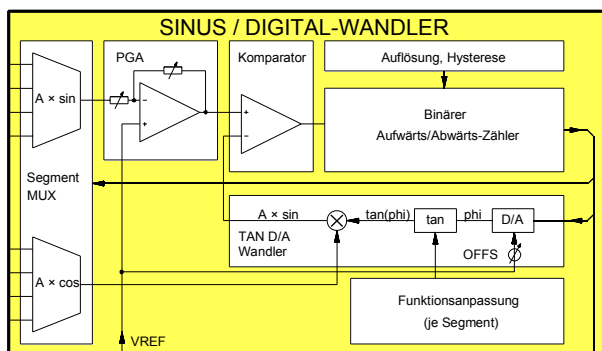 SINUS / DIGITAL-WANDLER
PGA
Komparator
Auflösung, Hysterese
A × sin
−
+
+
−
Binärer
Aufwärts/Abwärts-Zähler
Segment
MUX
A × sin
tan(phi)
tan
phi
D/A
TAN D/A
Wandler
OFFS
A × cos
Funktionsanpassung
(je Segment)
VREF